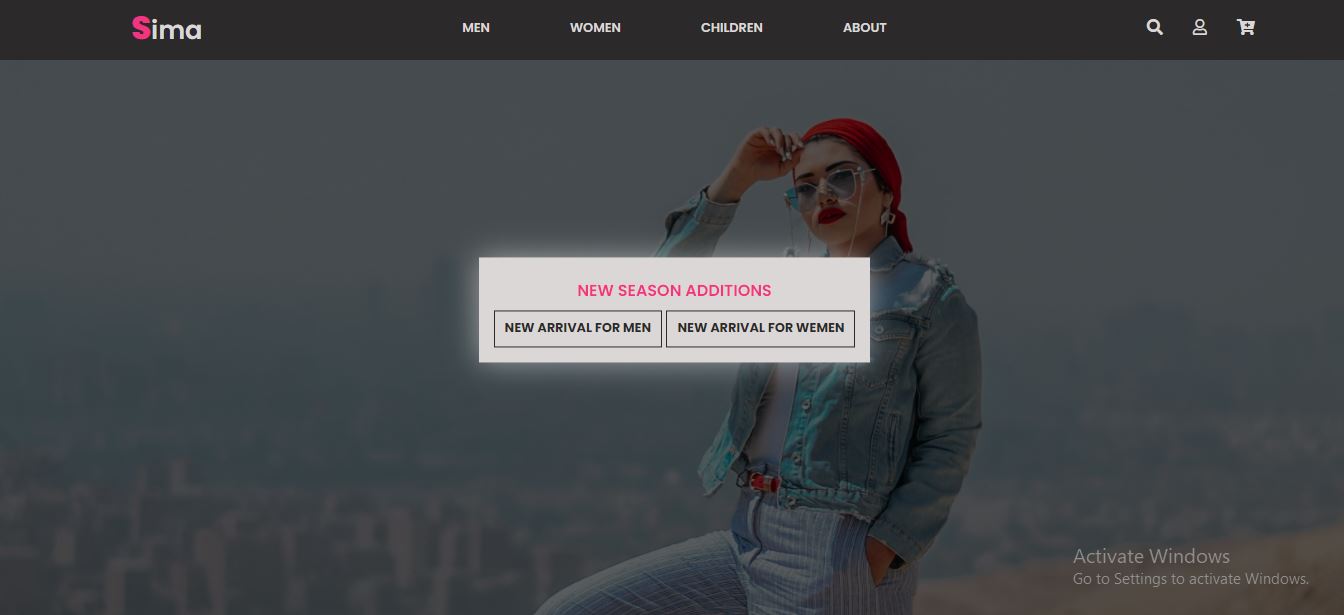 Sima
MEN
WOMEN
CHILDREN
ABOUT
NEW SEASON ADDITIONS
NEW ARRIVAL FOR MEN
NEW ARRIVAL FOR WEMEN
Activate Windows
Go to Settings to activate Windows.